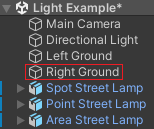 Light Example*
Main Camera
Directional Light
Left Ground
Right Ground
Spot Street Lamp
Point Street Lamp
Area Street Lamp